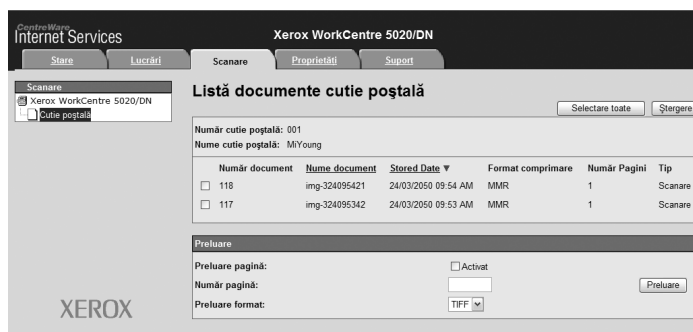 CentreWare
Internet Services
Xerox WorkCentre 5020/DN
Stare
Lucrări
Scanare
Proprietăti
Suport
Scanare
Xerox WorkCentre 5020/DN
Cutie poştală
XEROX
Listă documente cutie poştală
Selectare toate
Ştergere
Număr cutie poştală: 001
Nume cutie poştală: MiYoung
Număr document Nume document Stored Date ▼ Format comprimare Număr Pagini Tip
118 img-324095421 24/03/2050 09:54 AM MMR 1 Scanare
117 img-324095342 24/03/2050 09:53 AM MMR 1 Scanare
Preluare
Preluare pagină: Activat
Număr pagină: Preluare
Preluare format: TIFF